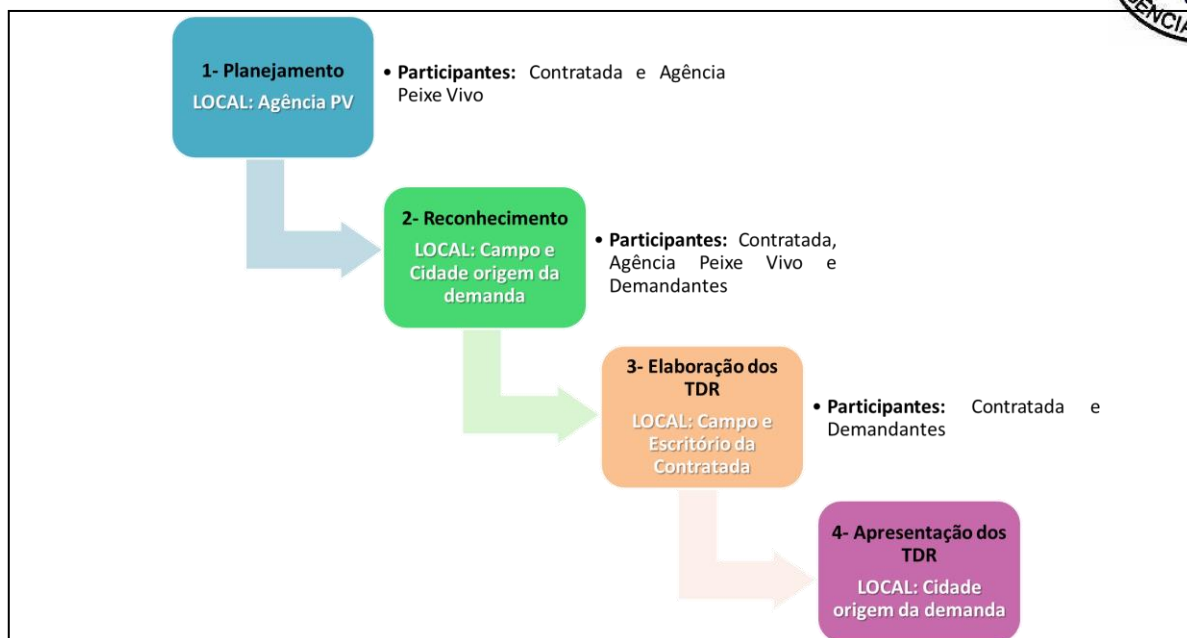 ÊNCIA
1- Planejamento
LOCAL: Agência PV
• Participantes: Contratada e Agência
Peixe Vivo
2- Reconhecimento
LOCAL: Campo e
Cidade origem da
demanda
• Participantes: Contratada,
Agência Peixe Vivo e
Demandantes
3- Elaboração dos
TDR
LOCAL: Campo e
Escritório da
Contratada
• Participantes: Contratada e
Demandantes
4- Apresentação dos
TDR
LOCAL: Cidade
origem da demanda